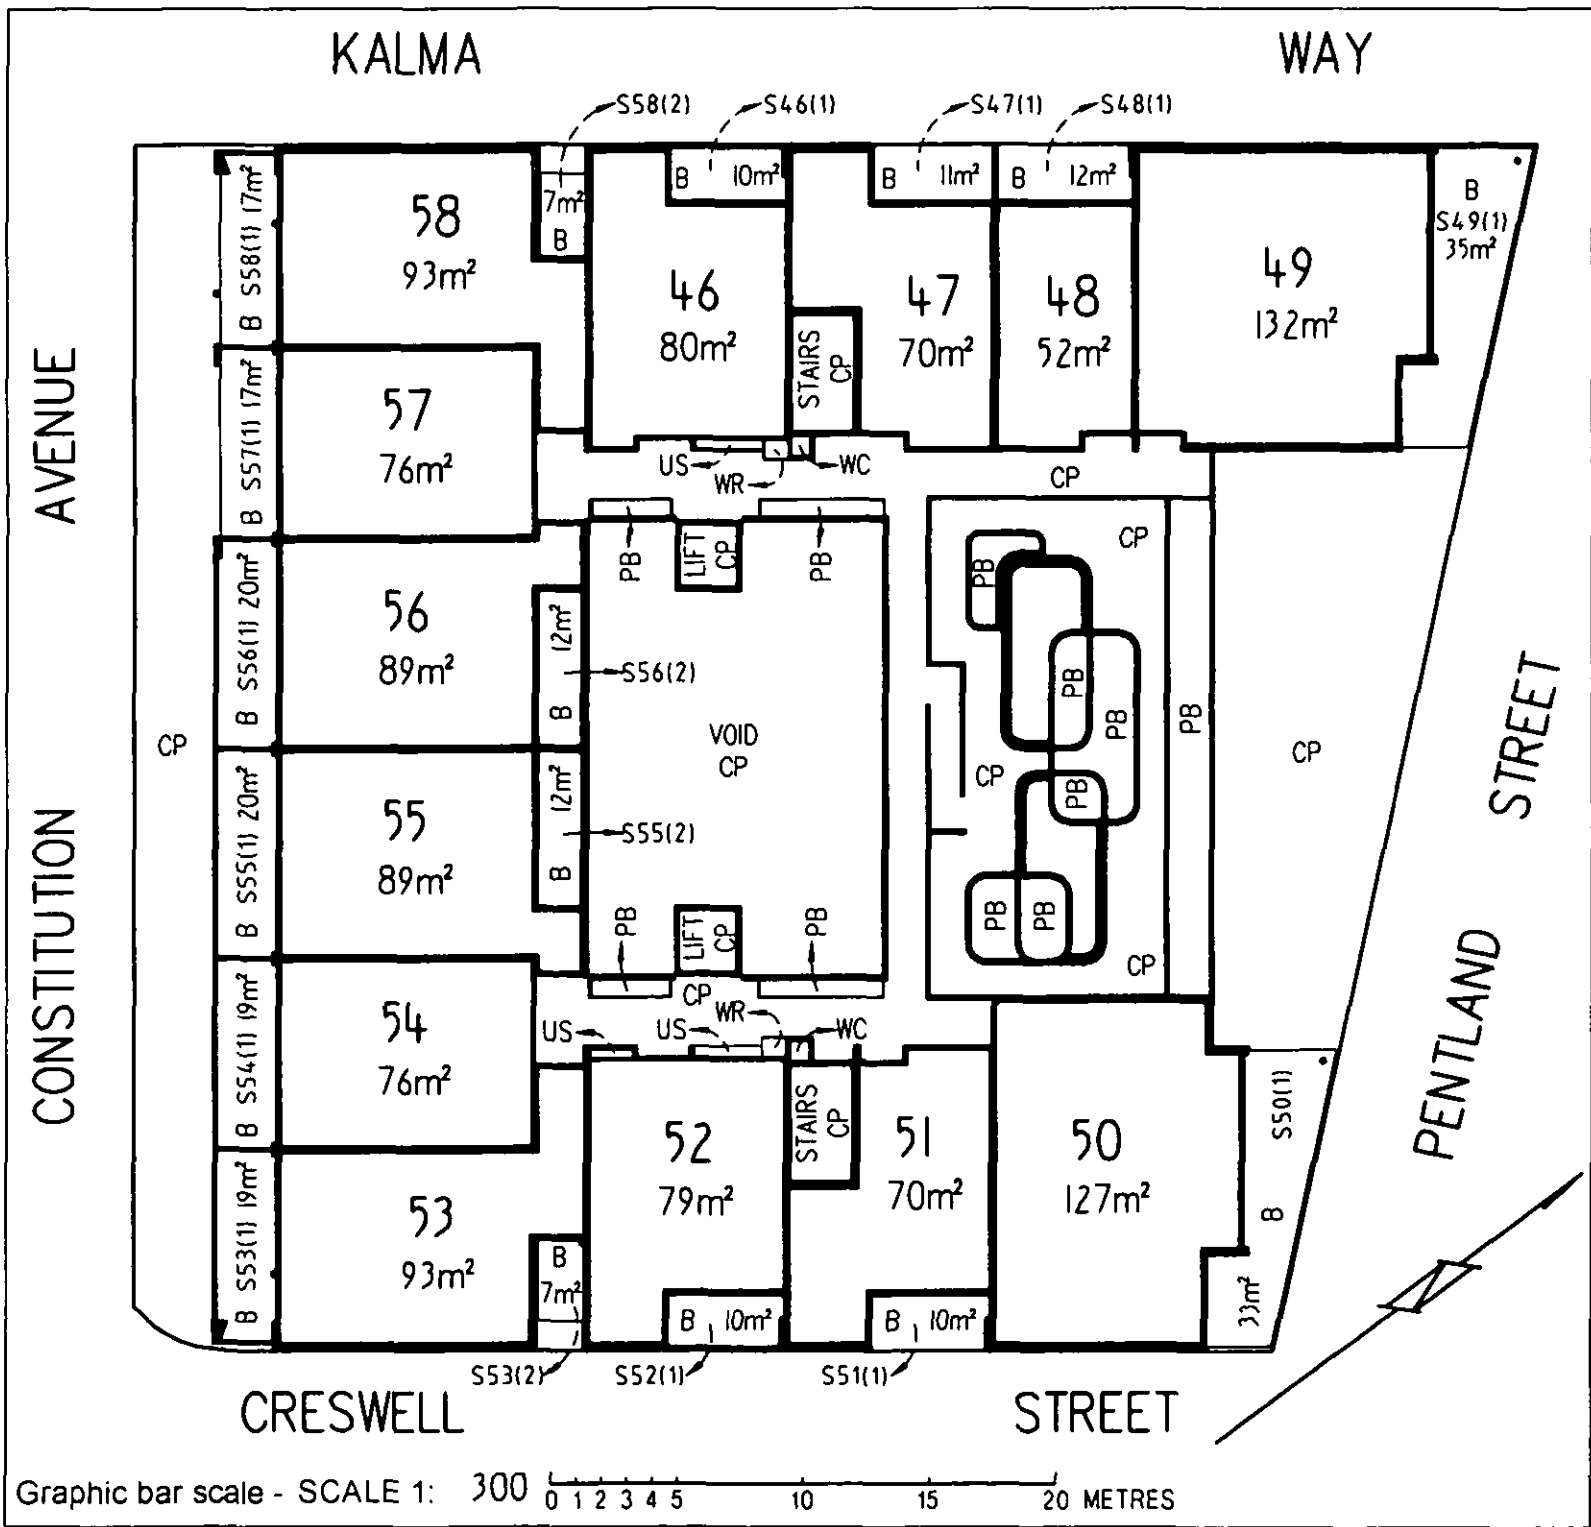 KALMA WAY
S58(2) S46(1) S47(1) S48(1)
B S58(1) 17m²
58
93m²
7m²
B
46
80m²
B 10m²
B 11m²
47
70m²
B 12m²
48
52m²
49
132m²
B
S49(1)
35m²
STAIRS
CP
AVENUE
B S57(1) 17m²
57
76m²
US
WR
WC
CP
PB
LIFT
CP
PB
CP
PB
B S56(1) 20m²
56
89m²
12m²
B
S56(2)
VOID
CP
PB
PB
PB
CP
CP
CP
PB
STREET
CONSTITUTION
B S55(1) 20m²
55
89m²
12m²
B
S55(2)
PB
LIFT
CP
PB
PB
PB
CP
PENTLAND
B S54(1) 19m²
54
76m²
CP
US
US
WR
WC
B S53(1) 19m²
53
93m²
B
7m²
52
79m²
B 10m²
STAIRS
CP
51
70m²
B 10m²
50
127m²
S50(1)
B
33m²
S53(2) S52(1) S51(1)
CRESWELL STREET
Graphic bar scale - SCALE 1: 300
0 1 2 3 4 5 10 15 20 METRES